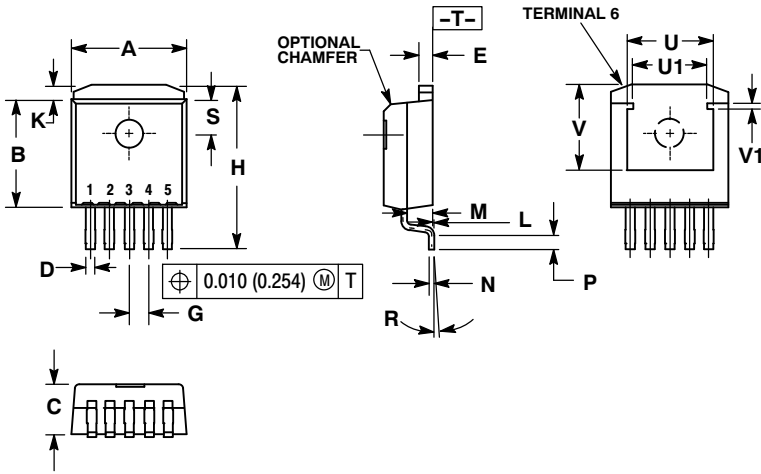 -T-
TERMINAL 6
A
U
OPTIONAL
CHAMFER
E
U1
K
S
B
H
V
V1
1 2 3 4 5
M
L
D
0.010 (0.254) Ⓜ T
N
P
G
R
C